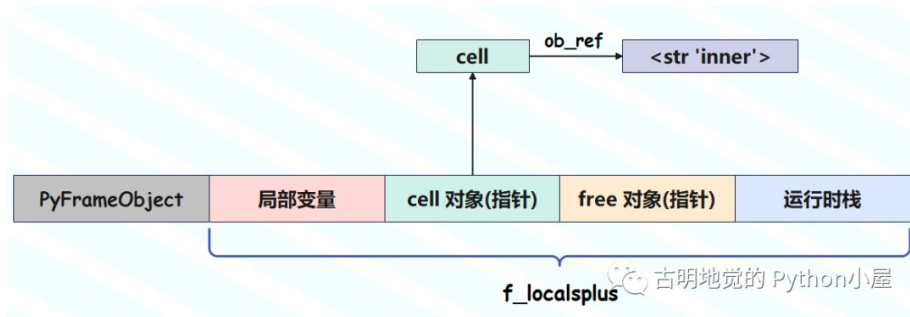 cell
ob_ref
<str 'inner'>
PyFrameObject
局部变量
cell 对象(指针)
free 对象(指针)
运行时栈
f_localsplus
古明地觉的 Python小屋